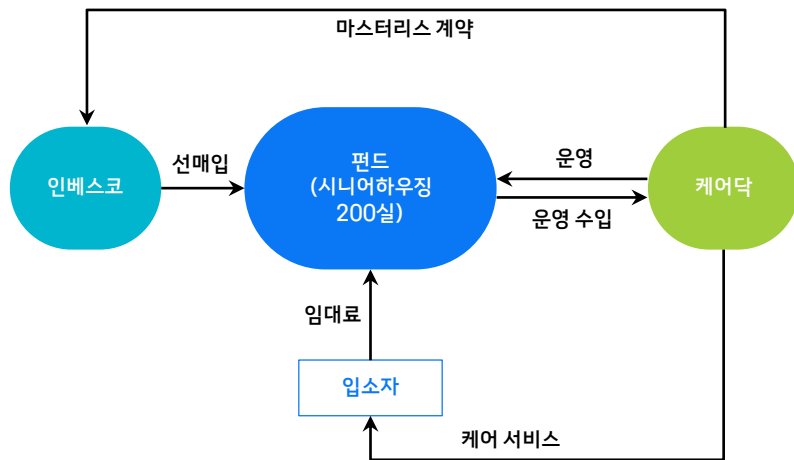 마스터리스 계약
인베스코
선매입
펀드
(시니어하우징
200실)
운영
운영 수입
케어닥
임대료
입소자
케어 서비스